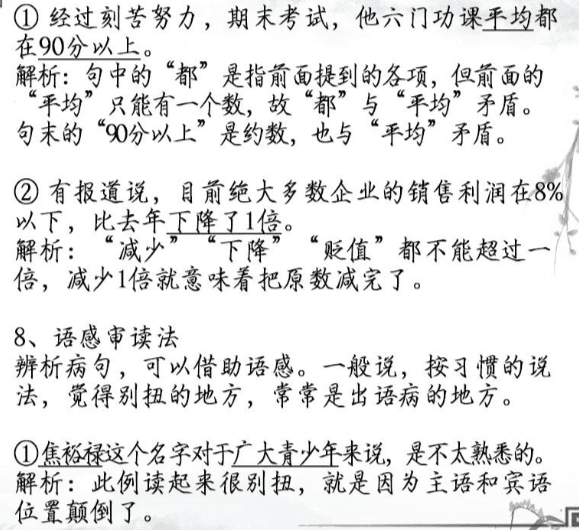 ① 经过刻苦努力，期末考试，他六门功课平均都
在90分以上。
解析：句中的“都”是指前面提到的各项，但前面的
“平均”只能有一个数，故“都”与“平均”矛盾。
句末的“90分以上”是约数，也与“平均”矛盾。
② 有报道说，目前绝大多数企业的销售利润在8%
以下，比去年下降了1倍。
解析：“减少”“下降”“贬值”都不能超过一
倍，减少1倍就意味着把原数减完了。
8、语感审读法
辨析病句，可以借助语感。一般说，按习惯的说
法，觉得别扭的地方，常常是出语病的地方。
①焦裕禄这个名字对于广大青少年来说，是不太熟悉的。
解析：此例读起来很别扭，就是因为主语和宾语
位置颠倒了。